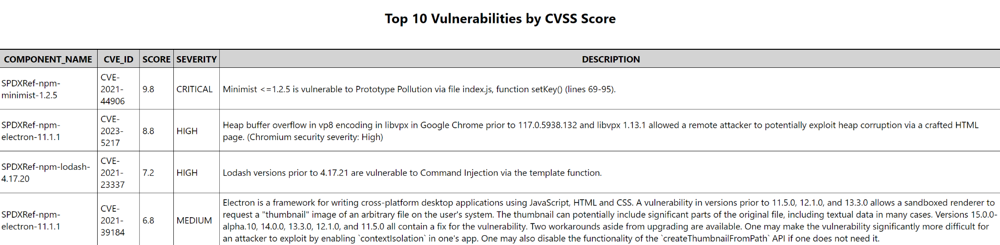 Top 10 Vulnerabilities by CVSS Score
COMPONENT_NAME CVE_ID SCORE SEVERITY DESCRIPTION
SPDXRef-npm-
minimist-1.2.5
CVE-
2021-
44906
9.8
CRITICAL
Minimist <=1.2.5 is vulnerable to Prototype Pollution via file index.js, function setKey() (lines 69-95).
SPDXRef-npm-
electron-11.1.1
CVE-
2023-
5217
8.8
HIGH
Heap buffer overflow in vp8 encoding in libvpx in Google Chrome prior to 117.0.5938.132 and libvpx 1.13.1 allowed a remote attacker to potentially exploit heap corruption via a crafted HTML
page. (Chromium security severity: High)
SPDXRef-npm-lodash-
4.17.20
CVE-
2021-
23337
7.2
HIGH
Lodash versions prior to 4.17.21 are vulnerable to Command Injection via the template function.
SPDXRef-npm-
electron-11.1.1
CVE-
2021-
39184
6.8
MEDIUM
Electron is a framework for writing cross-platform desktop applications using JavaScript, HTML and CSS. A vulnerability in versions prior to 11.5.0, 12.1.0, and 13.3.0 allows a sandboxed renderer to
request a "thumbnail" image of an arbitrary file on the user's system. The thumbnail can potentially include significant parts of the original file, including textual data in many cases. Versions 15.0.0-
alpha.10, 14.0.0, 13.3.0, 12.1.0, and 11.5.0 all contain a fix for the vulnerability. Two workarounds aside from upgrading are available. One may make the vulnerability significantly more difficult for
an attacker to exploit by enabling `contextIsolation` in one's app. One may also disable the functionality of the `createThumbnailFromPath` API if one does not need it.